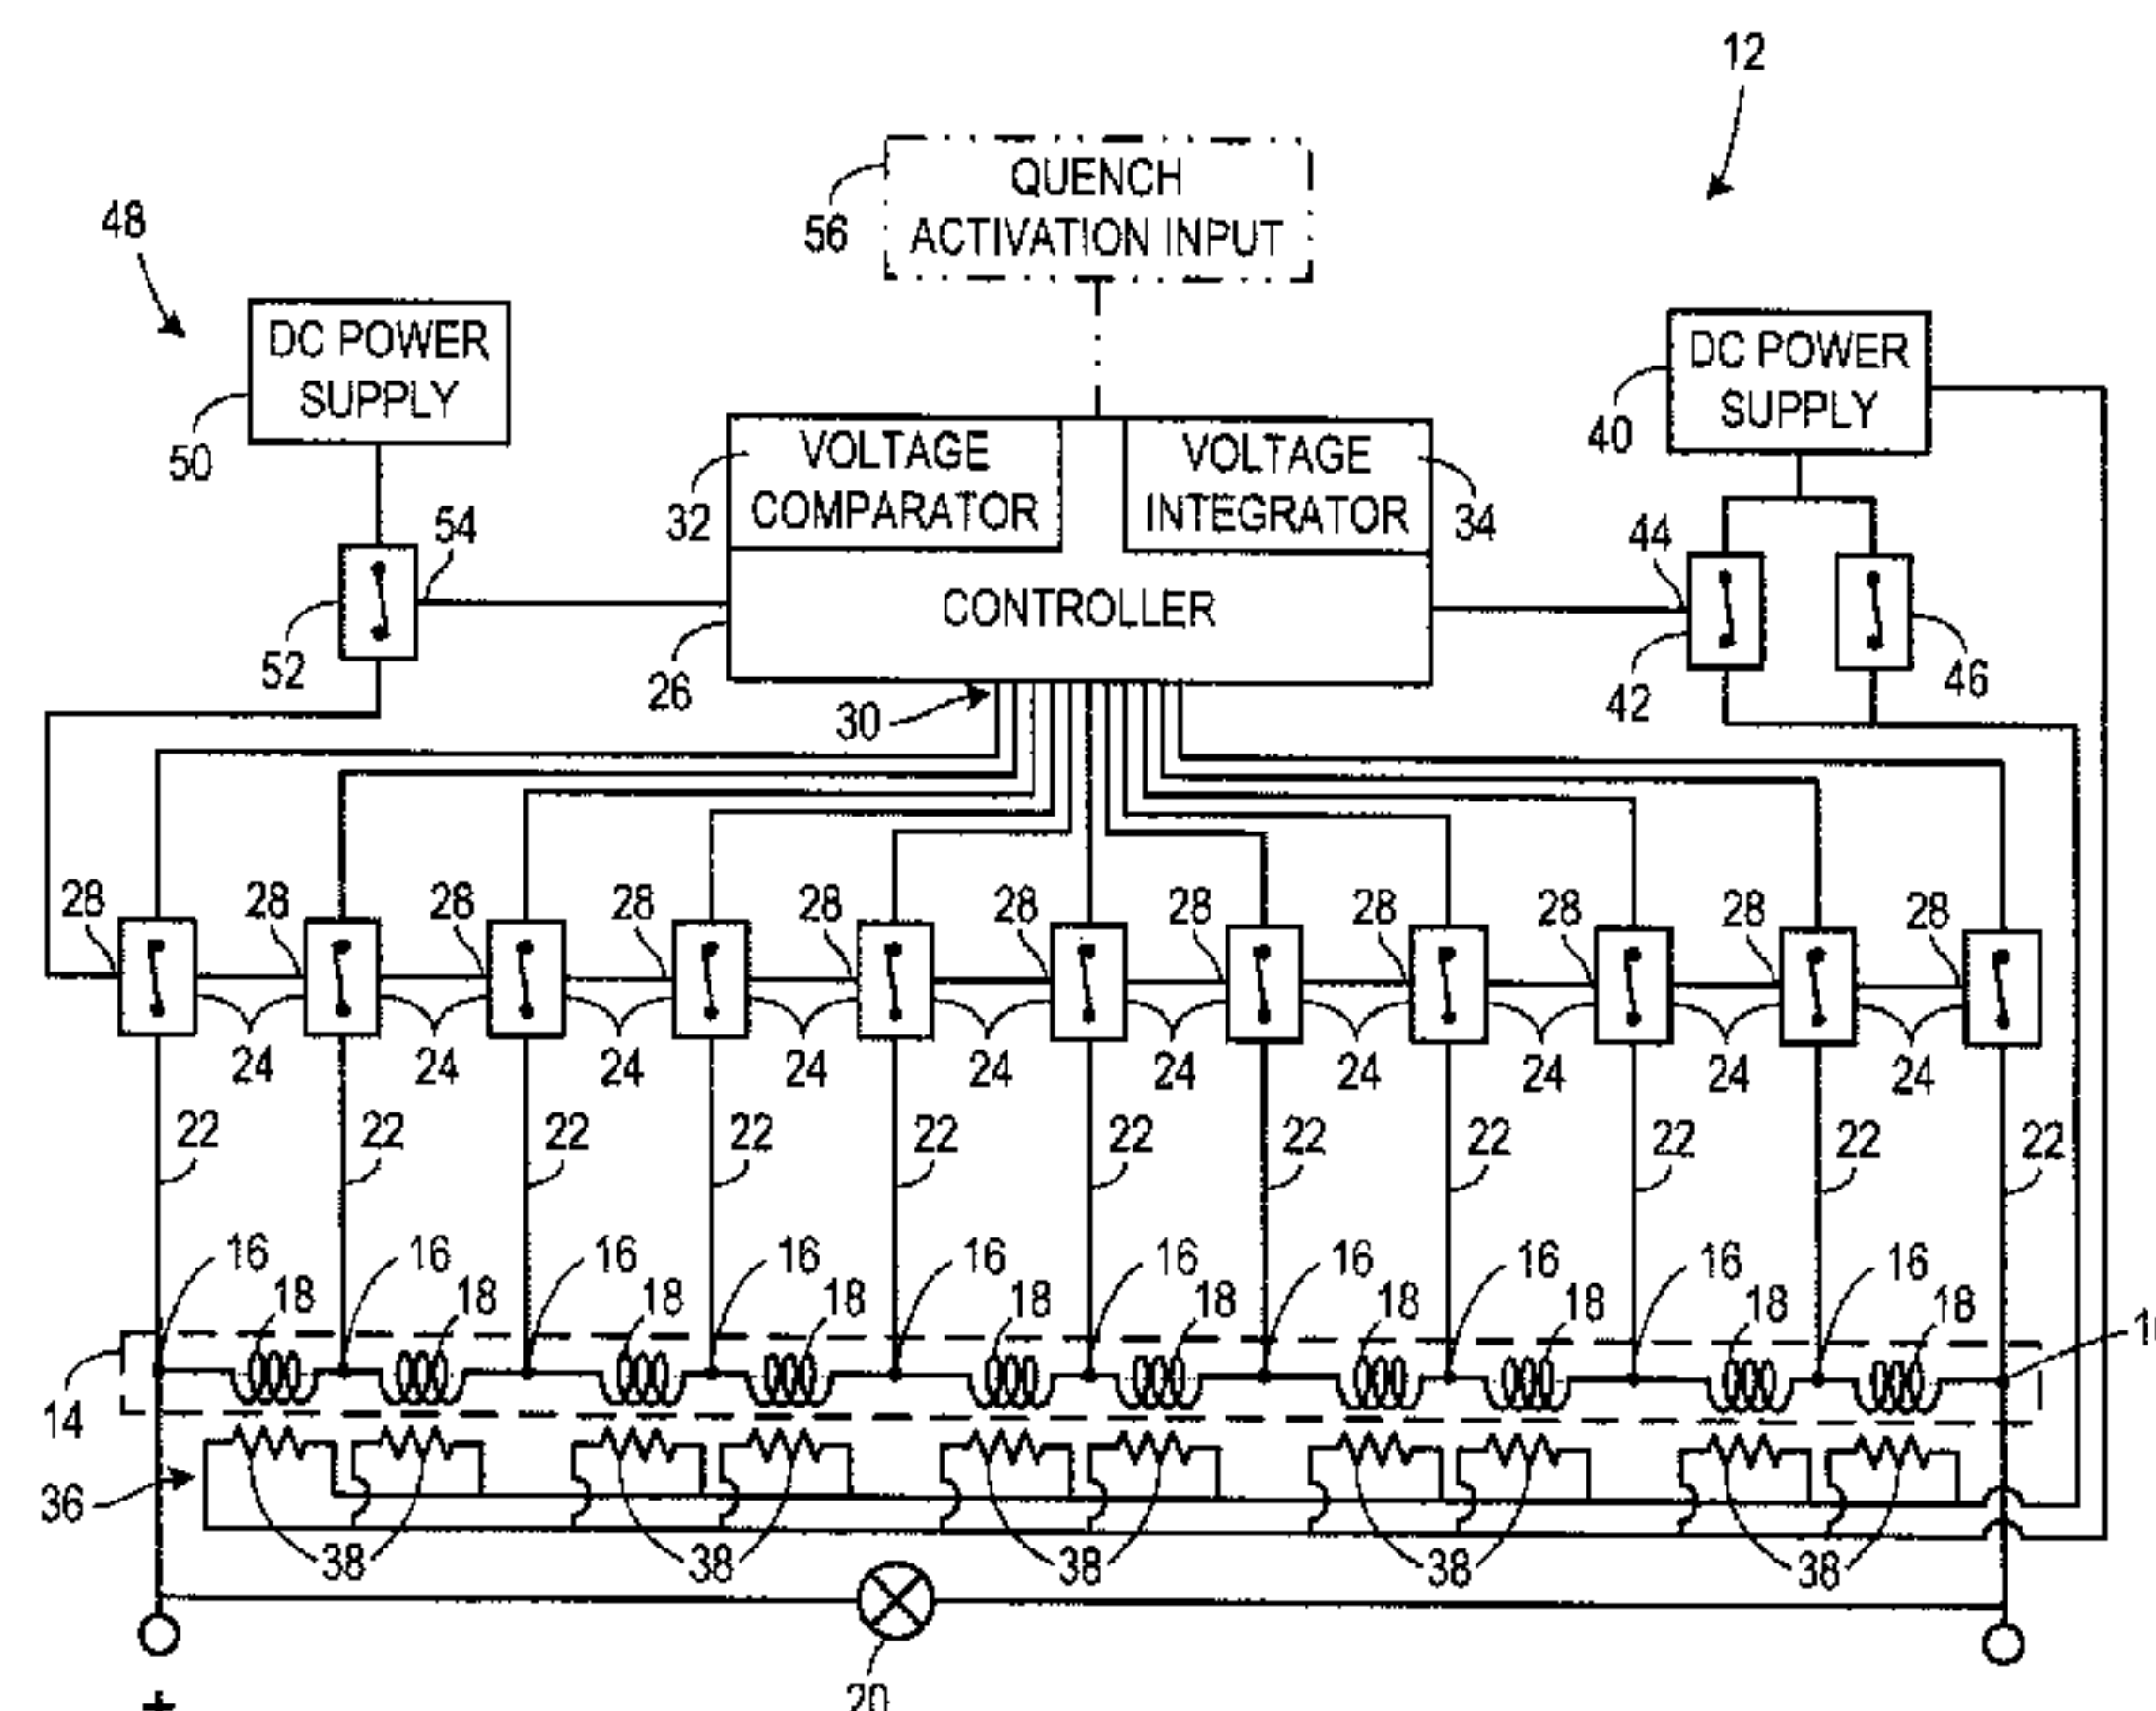 12
QUENCH
ACTIVATION INPUT
56
48
DC POWER
SUPPLY
50
DC POWER
SUPPLY
40
VOLTAGE
COMPARATOR
32
VOLTAGE
INTEGRATOR
34
54
44
CONTROLLER
52
26
30
42
46
28 28 28 28 28 28 28 28 28 28 28
24 24 24 24 24 24 24 24 24 24
22 22 22 22 22 22 22 22 22 22 22
16 16 16 16 16 16 16 16 16 16
18 18 18 18 18 18 18 18 18 18
14
36
38 38 38 38 38
20
+